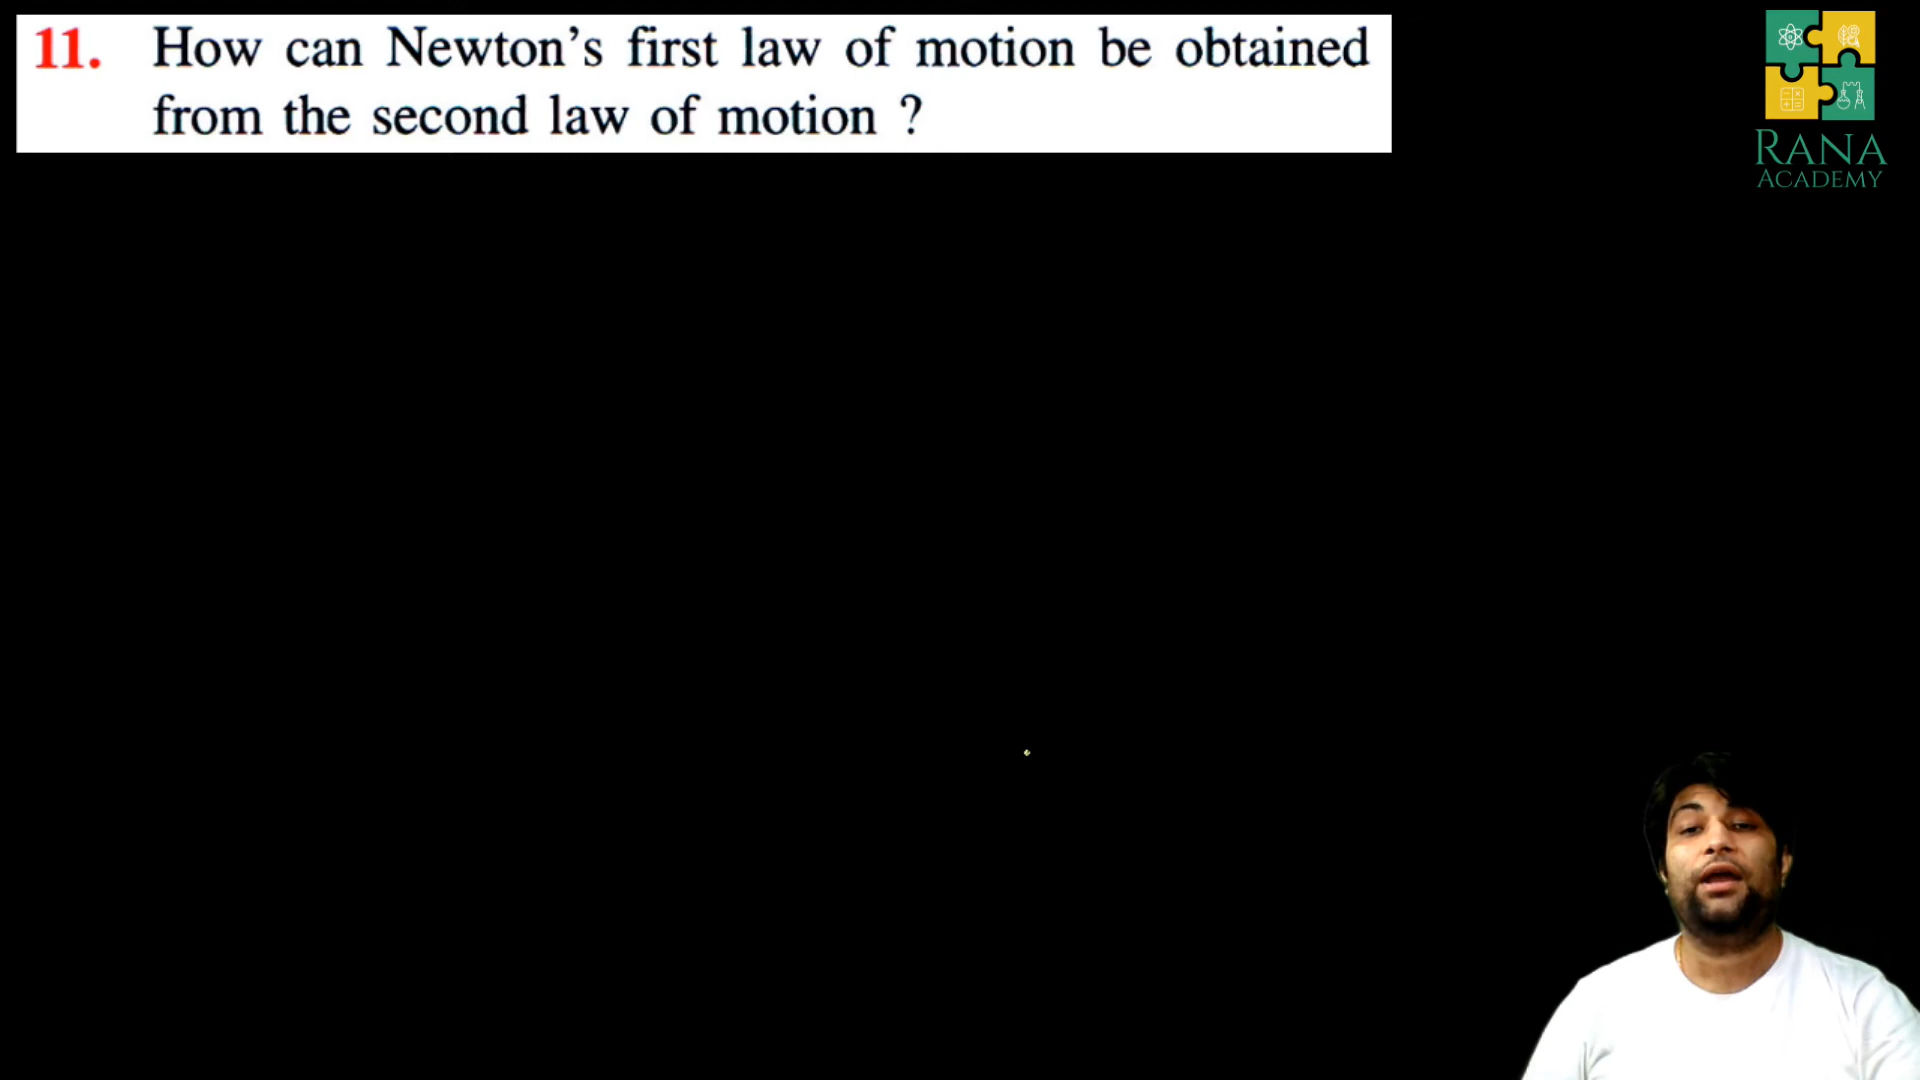 11. How can Newton's first law of motion be obtained
from the second law of motion ?
RANA
ACADEMY